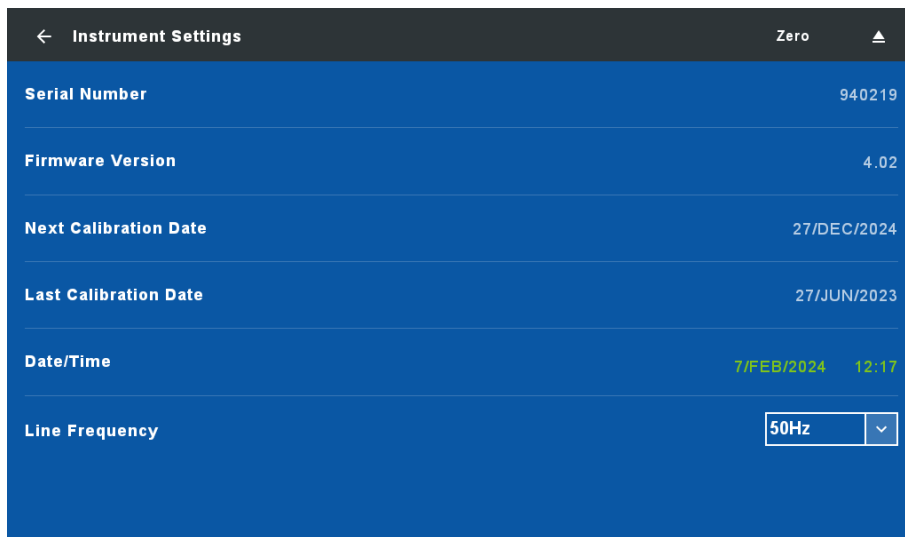 Instrument Settings Zero
Serial Number 940219
Firmware Version 4.02
Next Calibration Date 27/DEC/2024
Last Calibration Date 27/JUN/2023
Date/Time 7/FEB/2024 12:17
Line Frequency 50Hz